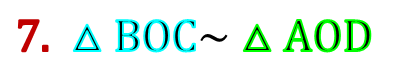 7. △ BOC~ △ AOD